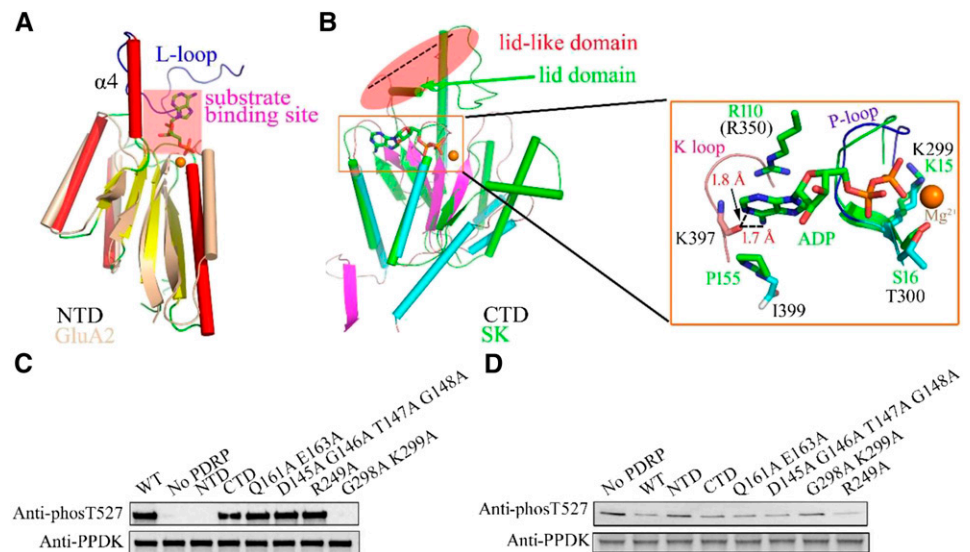 A
L-loop
α4
substrate
binding site
NTD
GluA2
B
lid-like domain
lid domain
CTD
SK
R110
(R350)
P-loop
K loop
K299
K15
1.8 Å
Mg²⁺
K397
1.7 Å
ADP
P155
S16
T300
I399
C
WT
No PDRP
NTD
CTD
Q161A E163A
D145A G146A T147A G148A
R249A
G298A K299A
Anti-phosT527
Anti-PPDK
D
No PDRP
WT
NTD
CTD
Q161A E163A
D145A G146A T147A G148A
G298A K299A
R249A
Anti-phosT527
Anti-PPDK